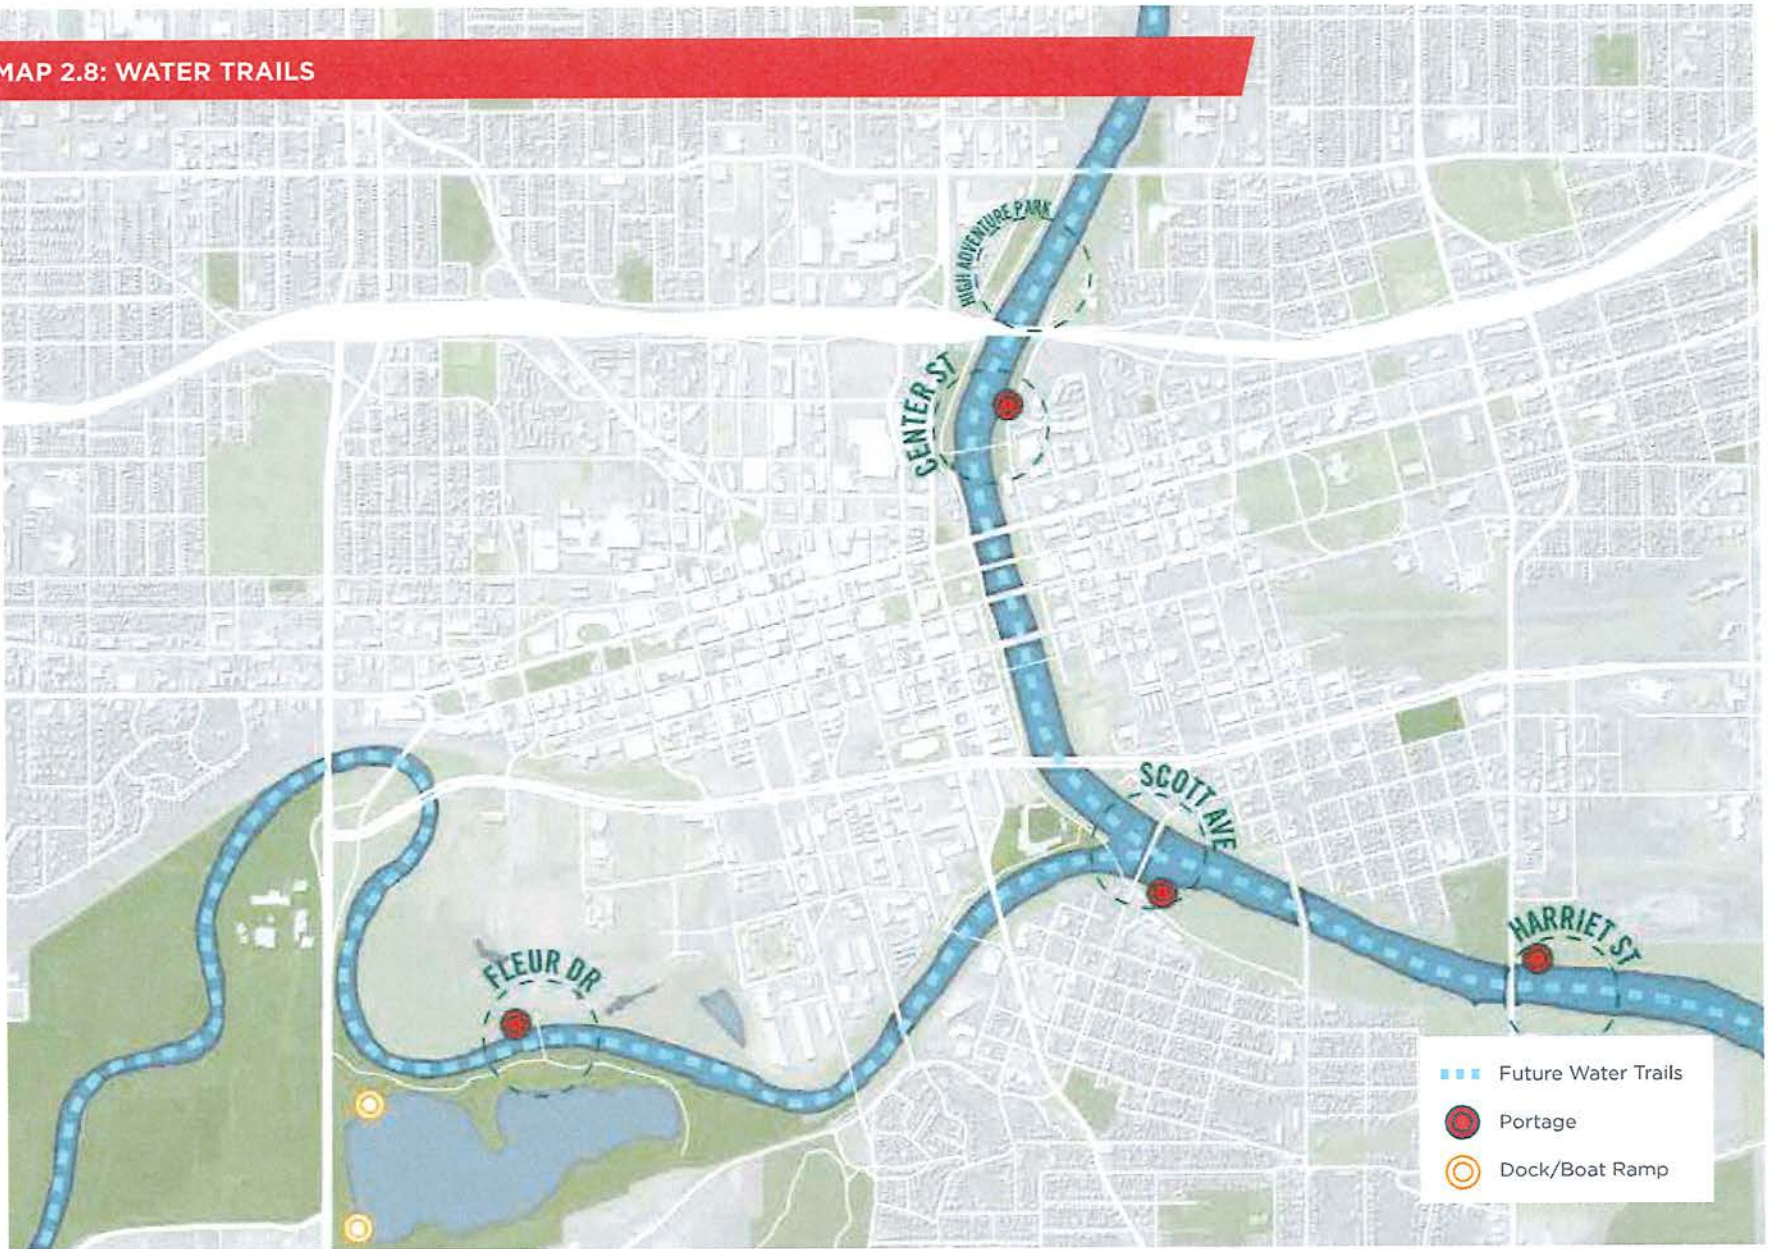 MAP 2.8: WATER TRAILS
HIGH ADVENTURE PARK
CENTER ST
SCOTT AVE
HARRIET ST
FLEUR DR
Future Water Trails
Portage
Dock/Boat Ramp